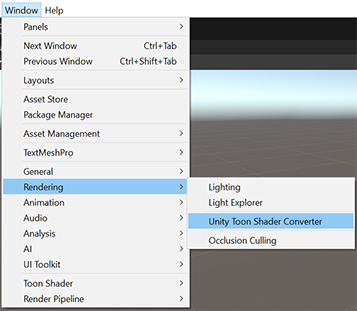 Window Help
Panels
Next Window Ctrl+Tab
Previous Window Ctrl+Shift+Tab
Layouts
Asset Store
Package Manager
Asset Management
TextMeshPro
General
Rendering
Animation
Audio
Analysis
AI
UI Toolkit
Toon Shader
Render Pipeline
Lighting
Light Explorer
Unity Toon Shader Converter
Occlusion Culling